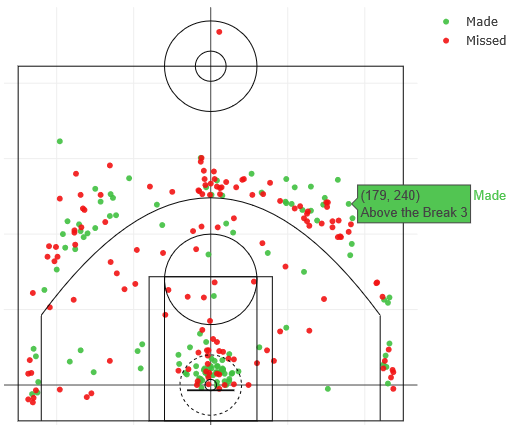 Made
Missed
(179, 240)
Above the Break 3
Made